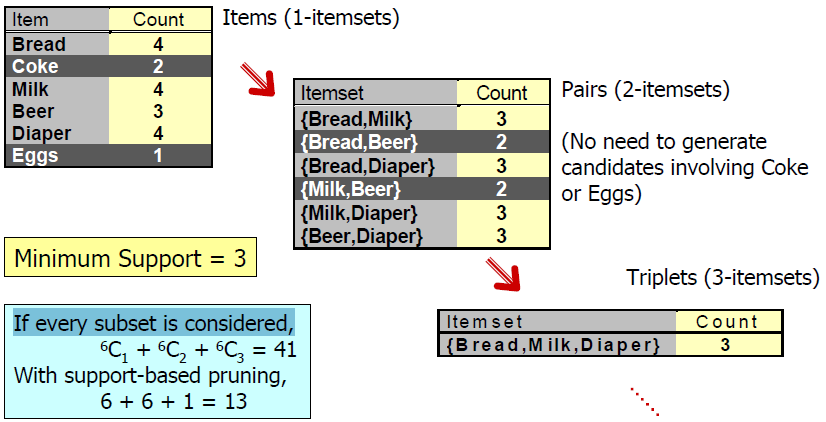 Item Count
Bread 4
Coke 2
Milk 4
Beer 3
Diaper 4
Eggs 1
Items (1-itemsets)
Itemset Count
{Bread,Milk} 3
{Bread,Beer} 2
{Bread,Diaper} 3
{Milk,Beer} 2
{Milk,Diaper} 3
{Beer,Diaper} 3
Pairs (2-itemsets)
(No need to generate
candidates involving Coke
or Eggs)
Minimum Support = 3
Triplets (3-itemsets)
Itemset Count
{Bread,Milk,Diaper} 3
If every subset is considered,
⁶C₁ + ⁶C₂ + ⁶C₃ = 41
With support-based pruning,
6 + 6 + 1 = 13